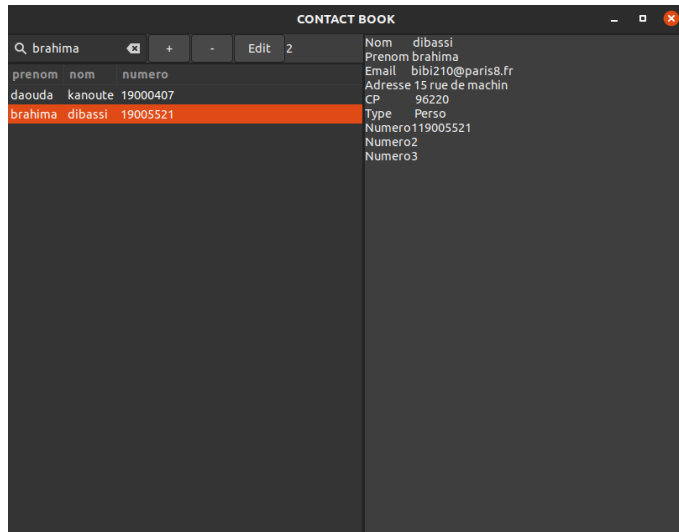 CONTACT BOOK
brahima + - Edit 2
prenom nom numero
daouda kanoute 19000407
brahima dibassi 19005521
Nom dibassi
Prenom brahima
Email bibi210@paris8.fr
Adresse 15 rue de machin
CP 96220
Type Perso
Numero119005521
Numero2
Numero3